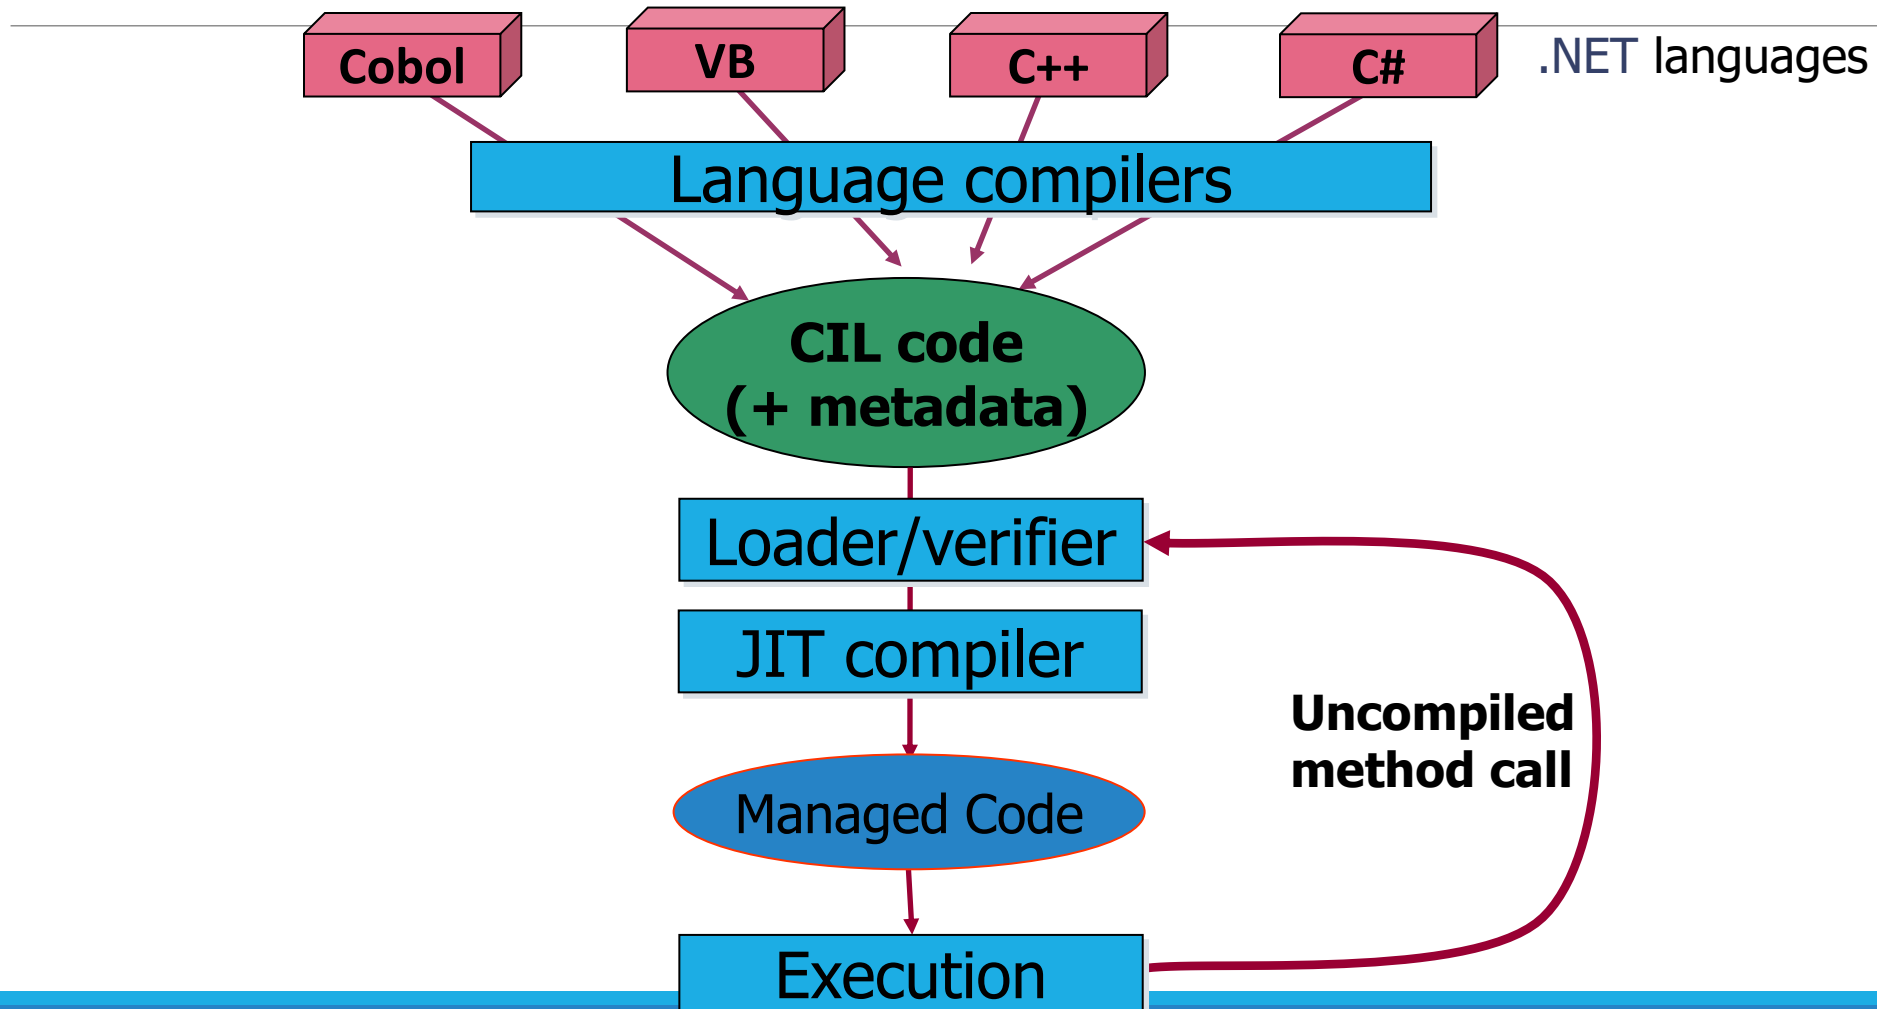 Cobol
VB
C++
C#
.NET languages
Language compilers
CIL code
(+ metadata)
Loader/verifier
JIT compiler
Uncompiled
method call
Managed Code
Execution